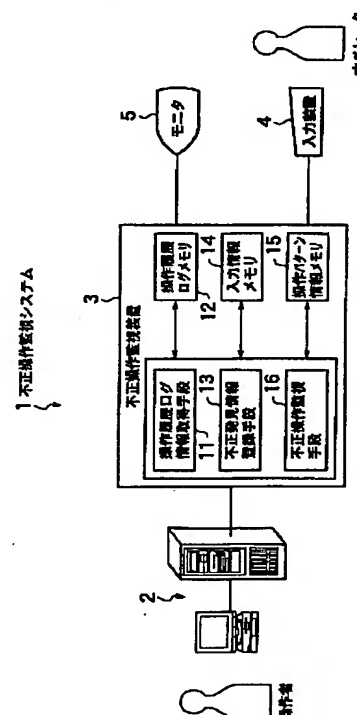 1 不正操作監視システム
2
操作者
3
不正操作監視装置
操作履歴ログ
情報取得手段
11
13
不正発見情報
登録手段
16
不正操作監視
手段
操作履歴
ログメモリ
12
14
入力情報
メモリ
15
操作パターン
情報メモリ
5
モニタ
4
入力装置